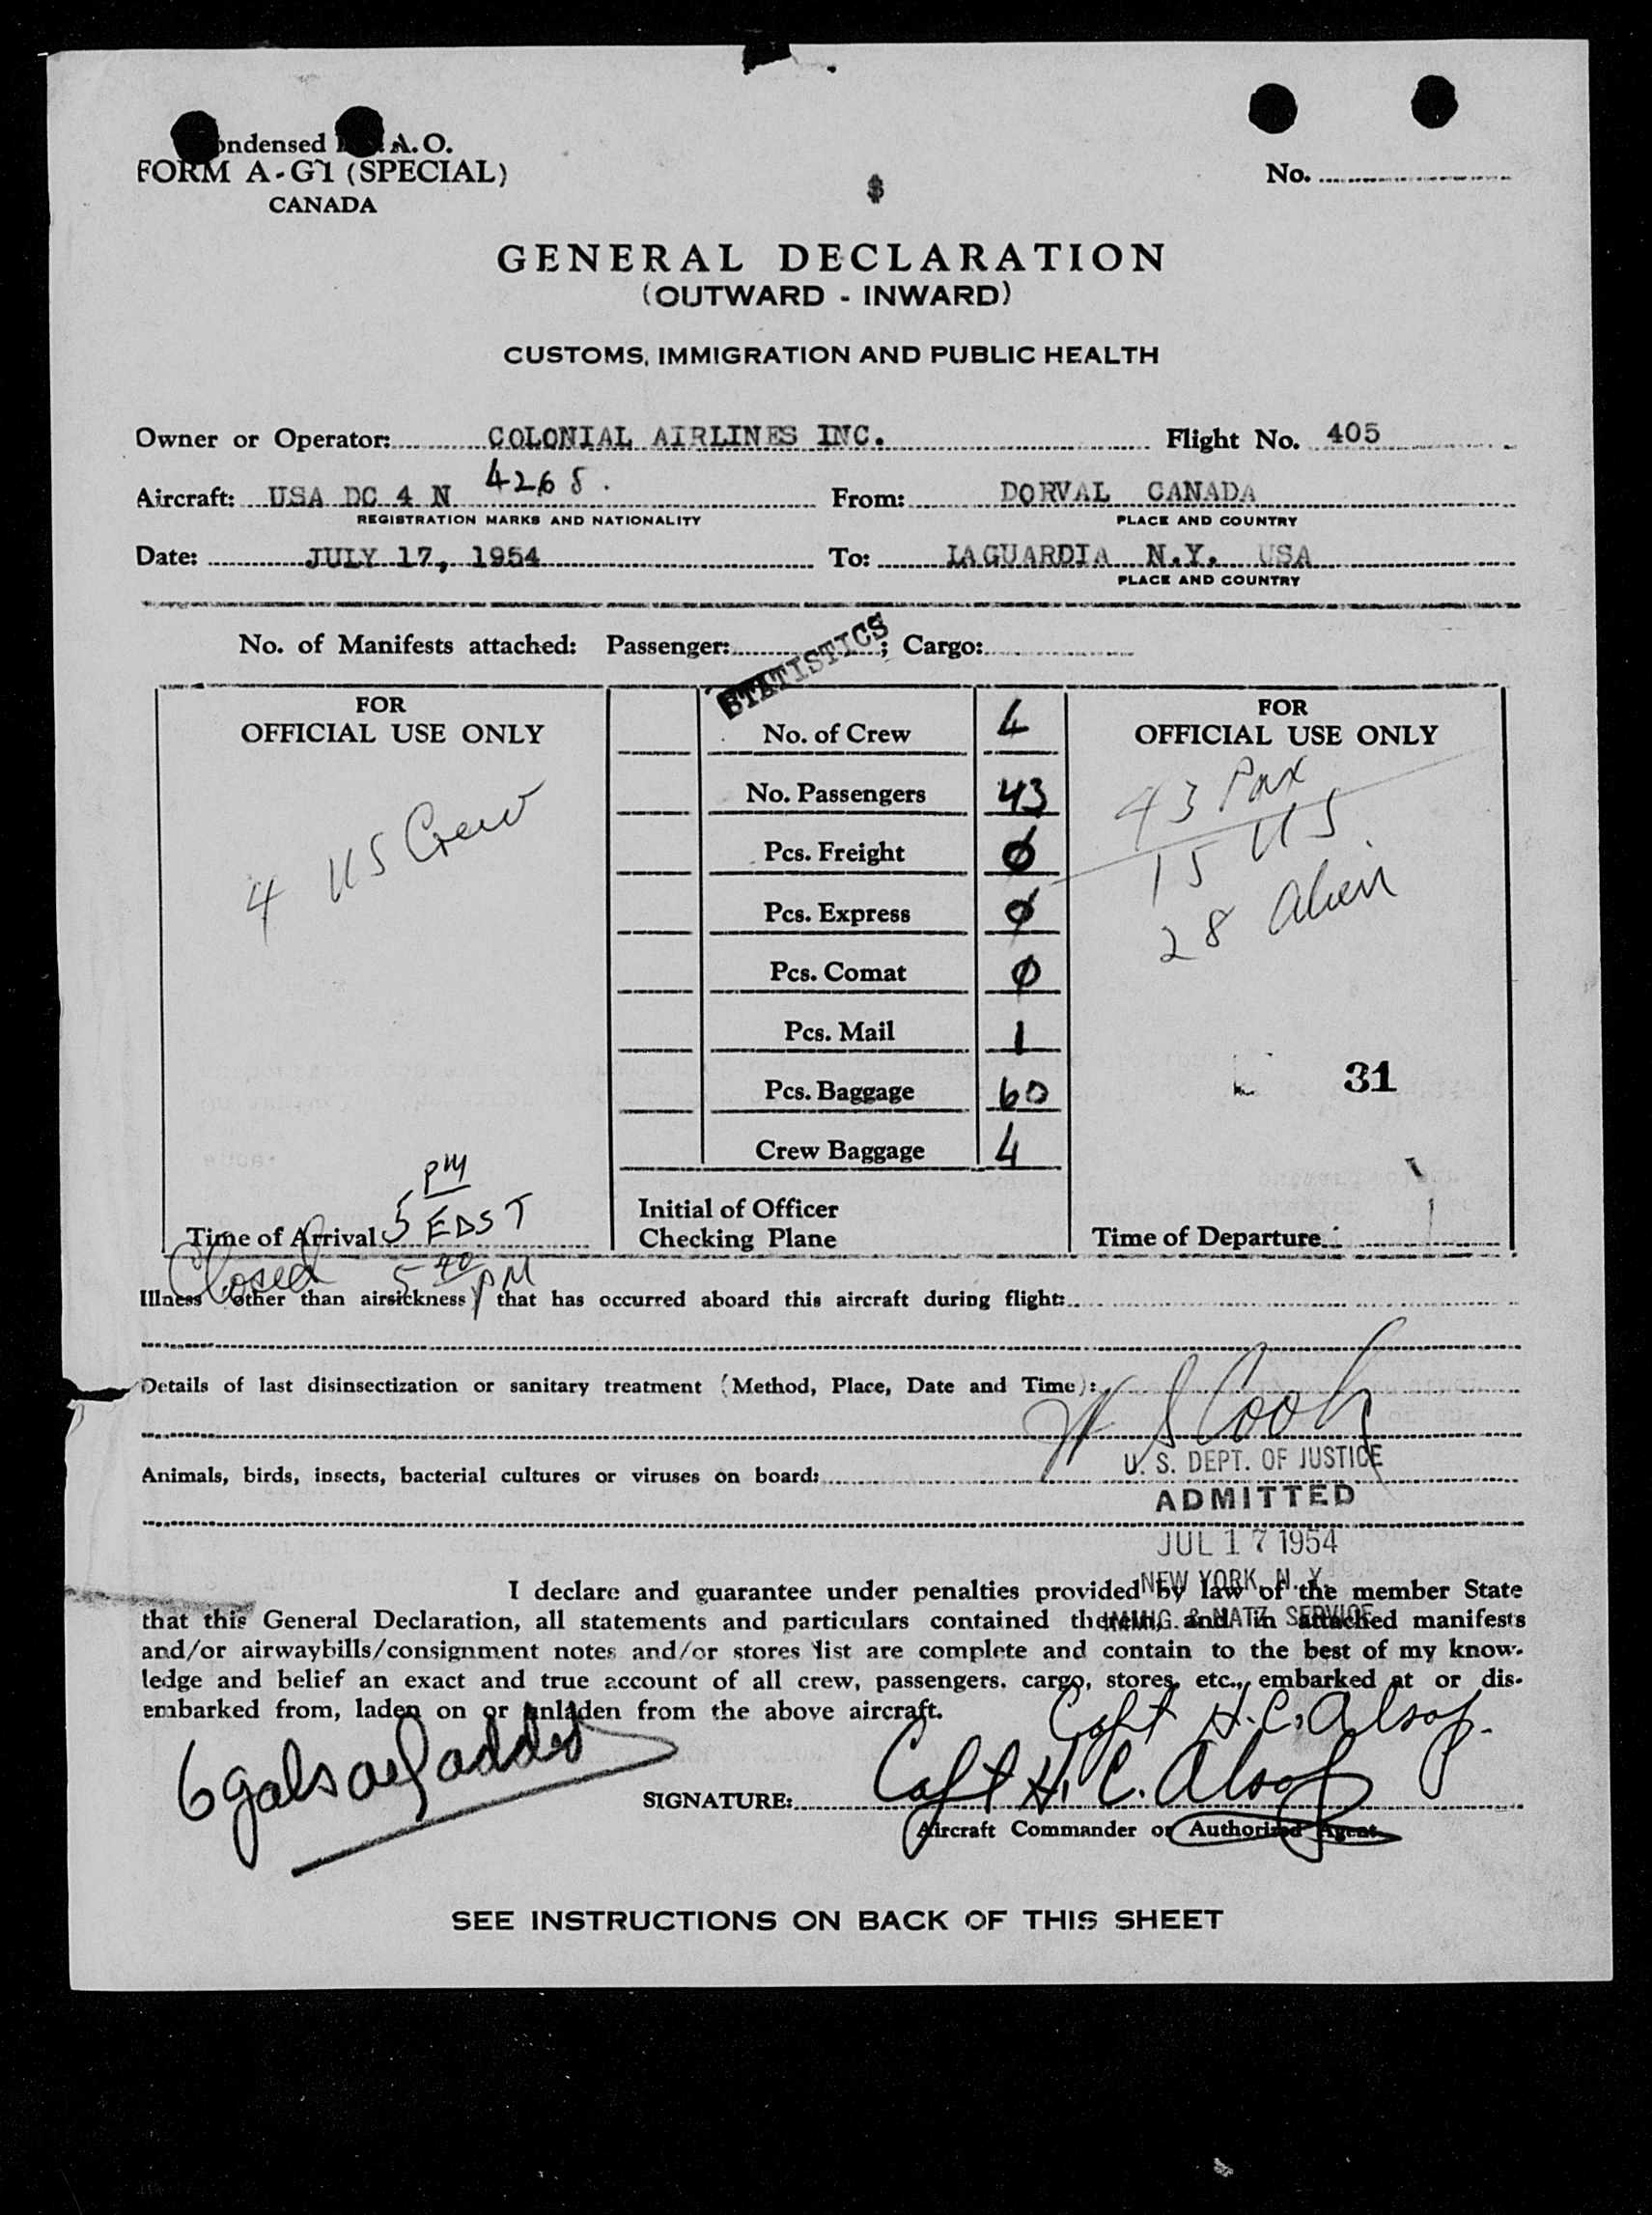 ondensed A.O.
FORM A-G1 (SPECIAL)
CANADA
No.
$
GENERAL DECLARATION
(OUTWARD - INWARD)
CUSTOMS, IMMIGRATION AND PUBLIC HEALTH
Owner or Operator: COLONIAL AIRLINES INC. Flight No. 405
Aircraft: USA DC 4 N 4268. From: DORVAL CANADA
REGISTRATION MARKS AND NATIONALITY PLACE AND COUNTRY
Date: JULY 17, 1954 To: LAGUARDIA N.Y. USA
PLACE AND COUNTRY
No. of Manifests attached: Passenger: ; Cargo:
STATISTICS
FOR
OFFICIAL USE ONLY
4 US Crew
Time of Arrival 5 PM EDST
Closed 5 40 PM
No. of Crew 4
No. Passengers 43
Pcs. Freight 0
Pcs. Express 0
Pcs. Comat 0
Pcs. Mail 1
Pcs. Baggage 60
Crew Baggage 4
Initial of Officer
Checking Plane
FOR
OFFICIAL USE ONLY
43 Pax
15 US
28 Alien
31
Time of Departure
Illness other than airsickness that has occurred aboard this aircraft during flight:
Details of last disinsectization or sanitary treatment (Method, Place, Date and Time):
W S Cook
Animals, birds, insects, bacterial cultures or viruses on board:
U. S. DEPT. OF JUSTICE
ADMITTED
JUL 17 1954
NEW YORK, N. Y.
IMMIG. & NATZ. SERVICE
I declare and guarantee under penalties provided by law of the member State
that this General Declaration, all statements and particulars contained therein, and in attached manifests
and/or airwaybills/consignment notes and/or stores list are complete and contain to the best of my know-
ledge and belief an exact and true account of all crew, passengers, cargo, stores, etc., embarked at or dis-
embarked from, laden on or unladen from the above aircraft.
Capt H. C. Alsop.
6 gals added
SIGNATURE: Capt H. C. Alsop
Aircraft Commander or Authorized Agent
SEE INSTRUCTIONS ON BACK OF THIS SHEET